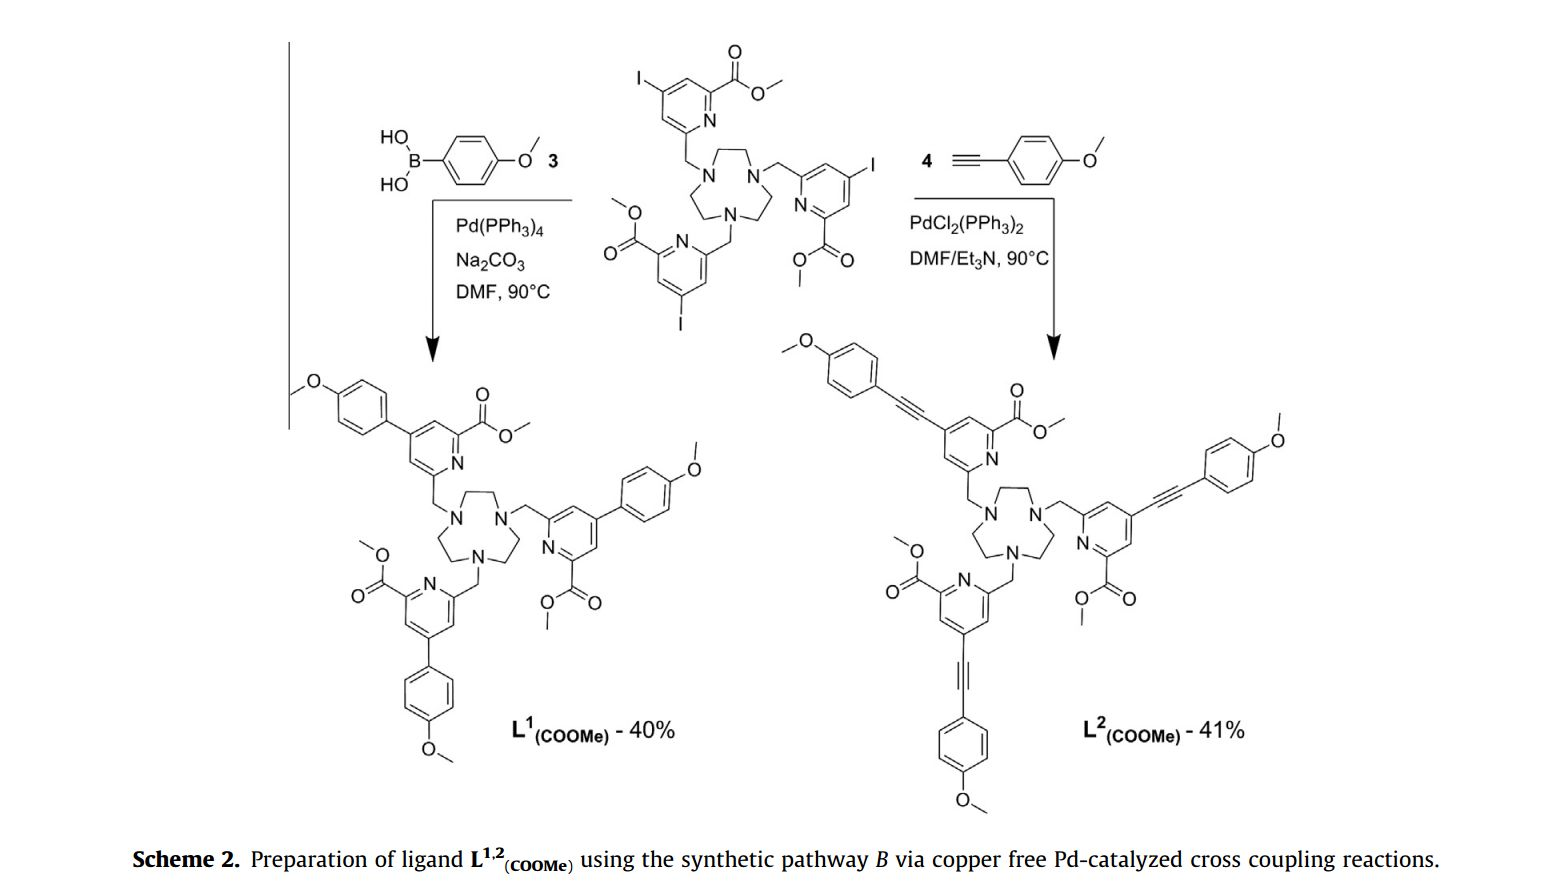 O
O
I
N
HO
B
O 3
HO
N
N
I
N
N
4
O
O
O
N
O
O
I
Pd(PPh3)4
Na2CO3
DMF, 90°C
PdCl2(PPh3)2
DMF/Et3N, 90°C
O
O
O
N
O
N
N
N
N
O
O
N
O
O
O
L1(COOMe) - 40%
O
O
O
O
N
O
N
N
N
N
O
O
N
O
O
O
L2(COOMe) - 41%
Scheme 2. Preparation of ligand L1,2(COOMe) using the synthetic pathway B via copper free Pd-catalyzed cross coupling reactions.